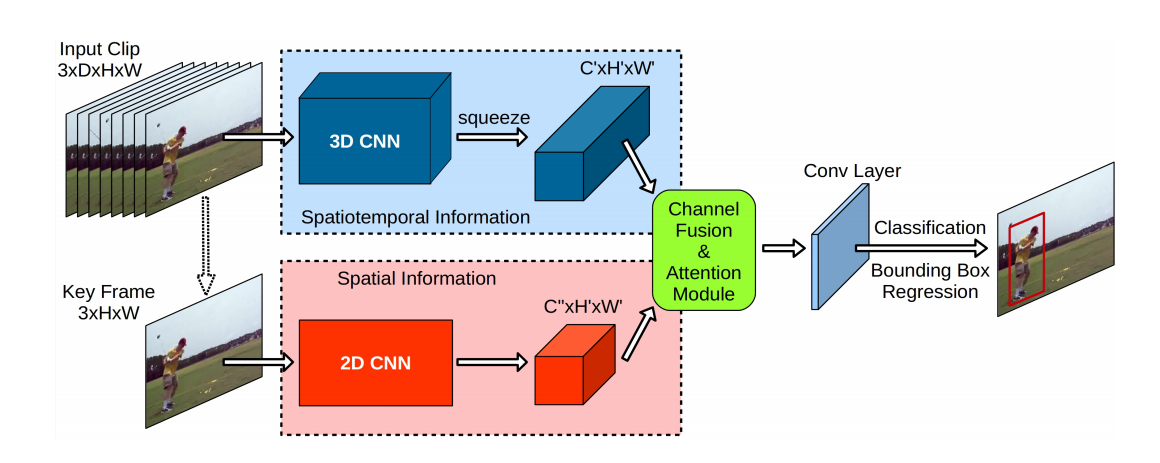 Input Clip
3xDxHxW
3D CNN
squeeze
C'xH'xW'
Spatiotemporal Information
Key Frame
3xHxW
Spatial Information
2D CNN
C"xH'xW'
Channel
Fusion
&
Attention
Module
Conv Layer
Classification
Bounding Box
Regression